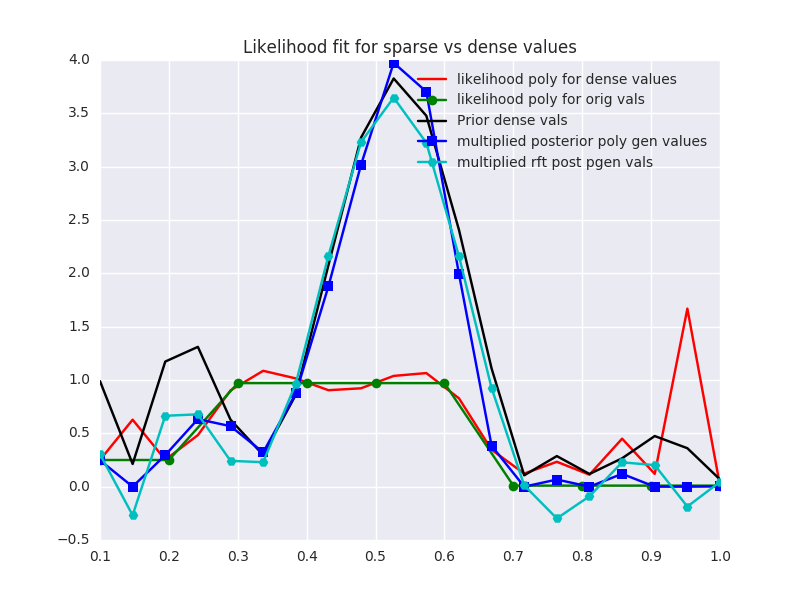 Likelihood fit for sparse vs dense values
4.0
3.5
3.0
2.5
2.0
1.5
1.0
0.5
0.0
−0.5
likelihood poly for dense values
likelihood poly for orig vals
Prior dense vals
multiplied posterior poly gen values
multiplied rft post pgen vals
0.1 0.2 0.3 0.4 0.5 0.6 0.7 0.8 0.9 1.0